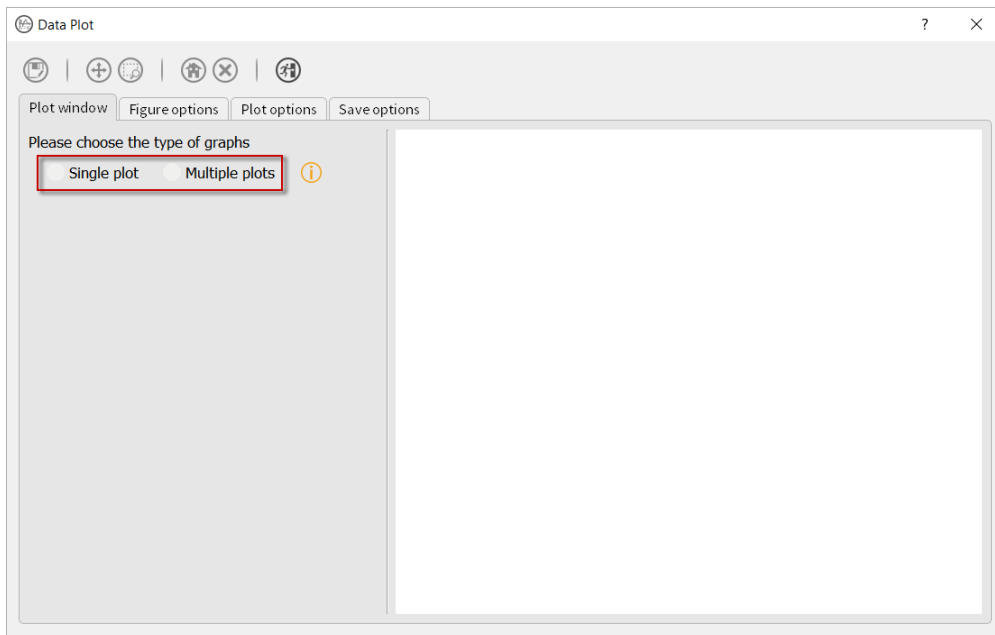 Data Plot ?
Plot window Figure options Plot options Save options
Please choose the type of graphs
Single plot Multiple plots i